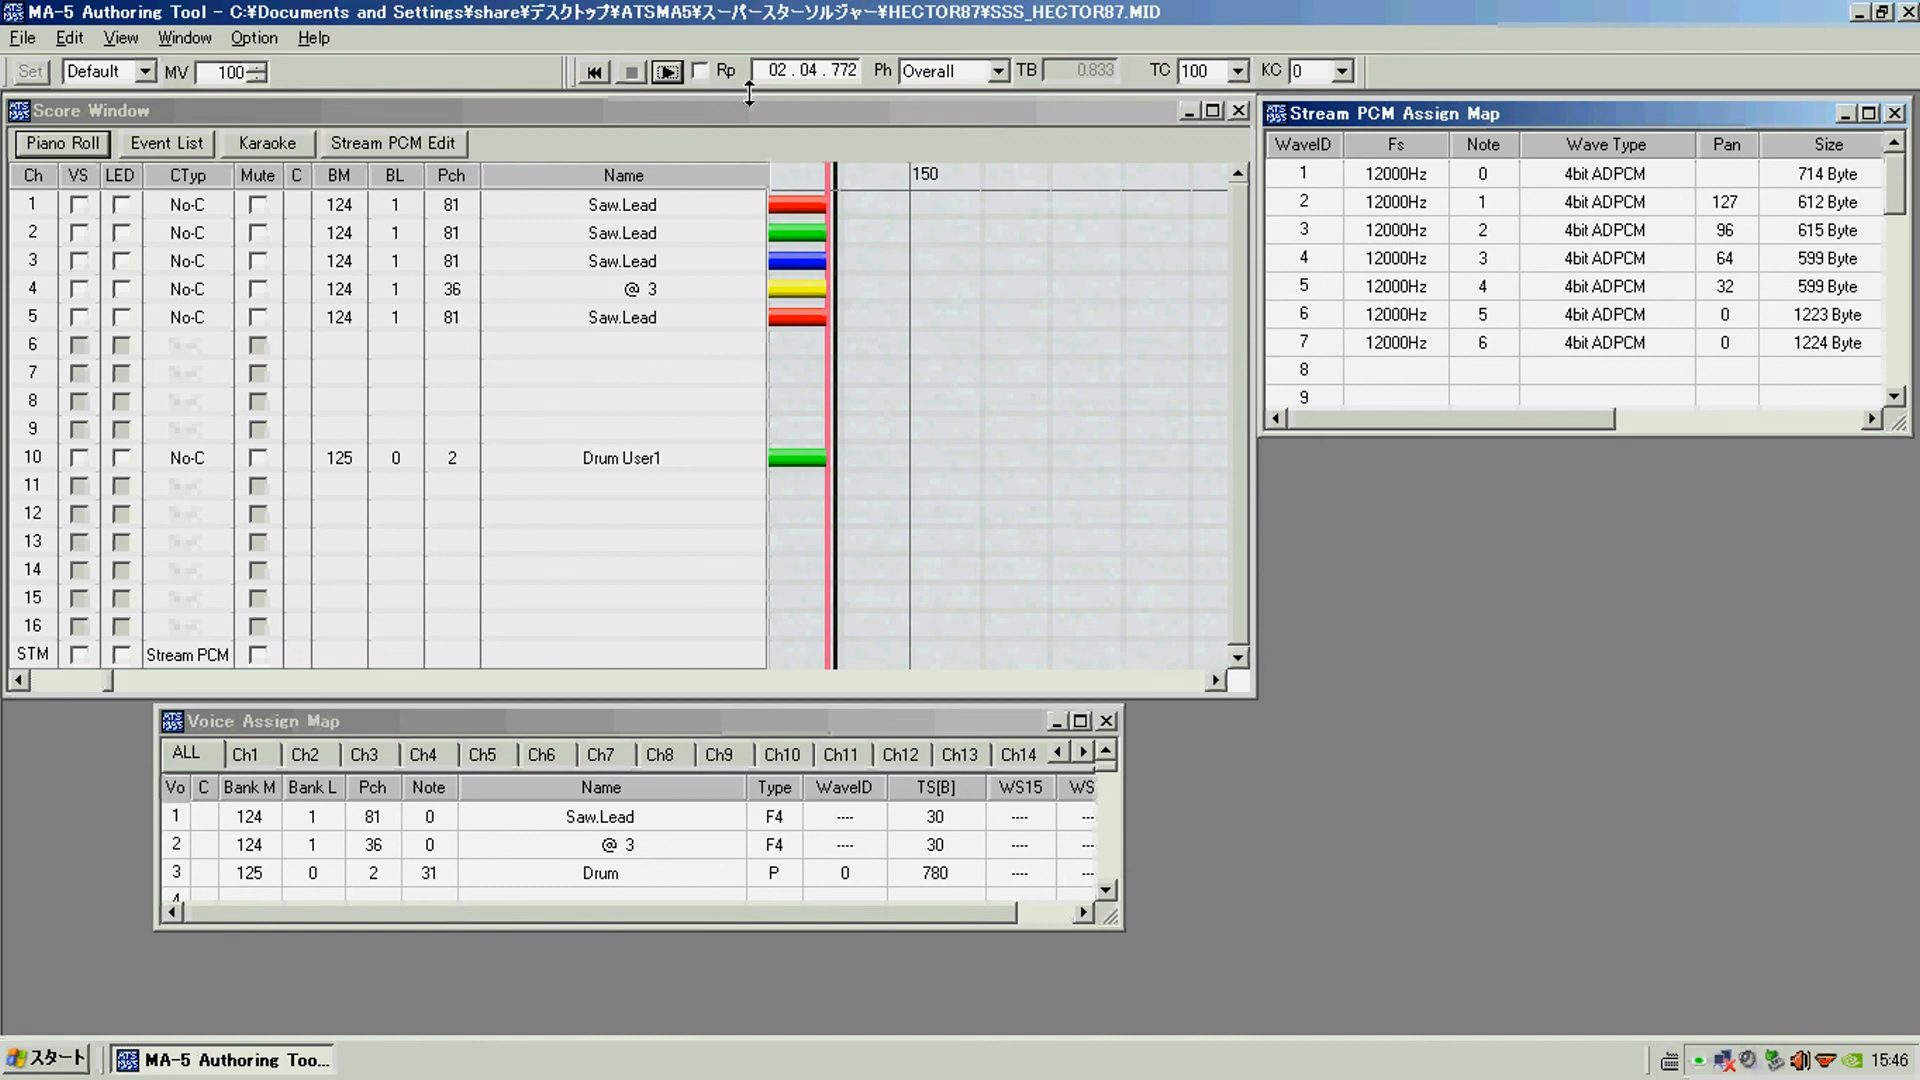 MA-5 Authoring Tool - C:¥Documents and Settings¥share¥デスクトップ¥ATSMA5¥スーパースターソルジャー¥HECTOR87¥SSS_HECTOR87.MID
File Edit View Window Option Help
Set Default MV 100 Rp 02 . 04 . 772 Ph Overall TB 0.833 TC 100 KC 0
Score Window
Piano Roll Event List Karaoke Stream PCM Edit
Ch VS LED CTyp Mute C BM BL Pch Name 150
1 No-C 124 1 81 Saw.Lead
2 No-C 124 1 81 Saw.Lead
3 No-C 124 1 81 Saw.Lead
4 No-C 124 1 36 @ 3
5 No-C 124 1 81 Saw.Lead
6
7
8
9
10 No-C 125 0 2 Drum User1
11
12
13
14
15
16
STM Stream PCM
Stream PCM Assign Map
WaveID Fs Note Wave Type Pan Size
1 12000Hz 0 4bit ADPCM 714 Byte
2 12000Hz 1 4bit ADPCM 127 612 Byte
3 12000Hz 2 4bit ADPCM 96 615 Byte
4 12000Hz 3 4bit ADPCM 64 599 Byte
5 12000Hz 4 4bit ADPCM 32 599 Byte
6 12000Hz 5 4bit ADPCM 0 1223 Byte
7 12000Hz 6 4bit ADPCM 0 1224 Byte
8
9
Voice Assign Map
ALL Ch1 Ch2 Ch3 Ch4 Ch5 Ch6 Ch7 Ch8 Ch9 Ch10 Ch11 Ch12 Ch13 Ch14
Vo C Bank M Bank L Pch Note Name Type WaveID TS[B] WS15 WS
1 124 1 81 0 Saw.Lead F4 ---- 30 ---- ---
2 124 1 36 0 @ 3 F4 ---- 30 ---- ---
3 125 0 2 31 Drum P 0 780 ---- ---
4
スタート MA-5 Authoring Too... 15:46